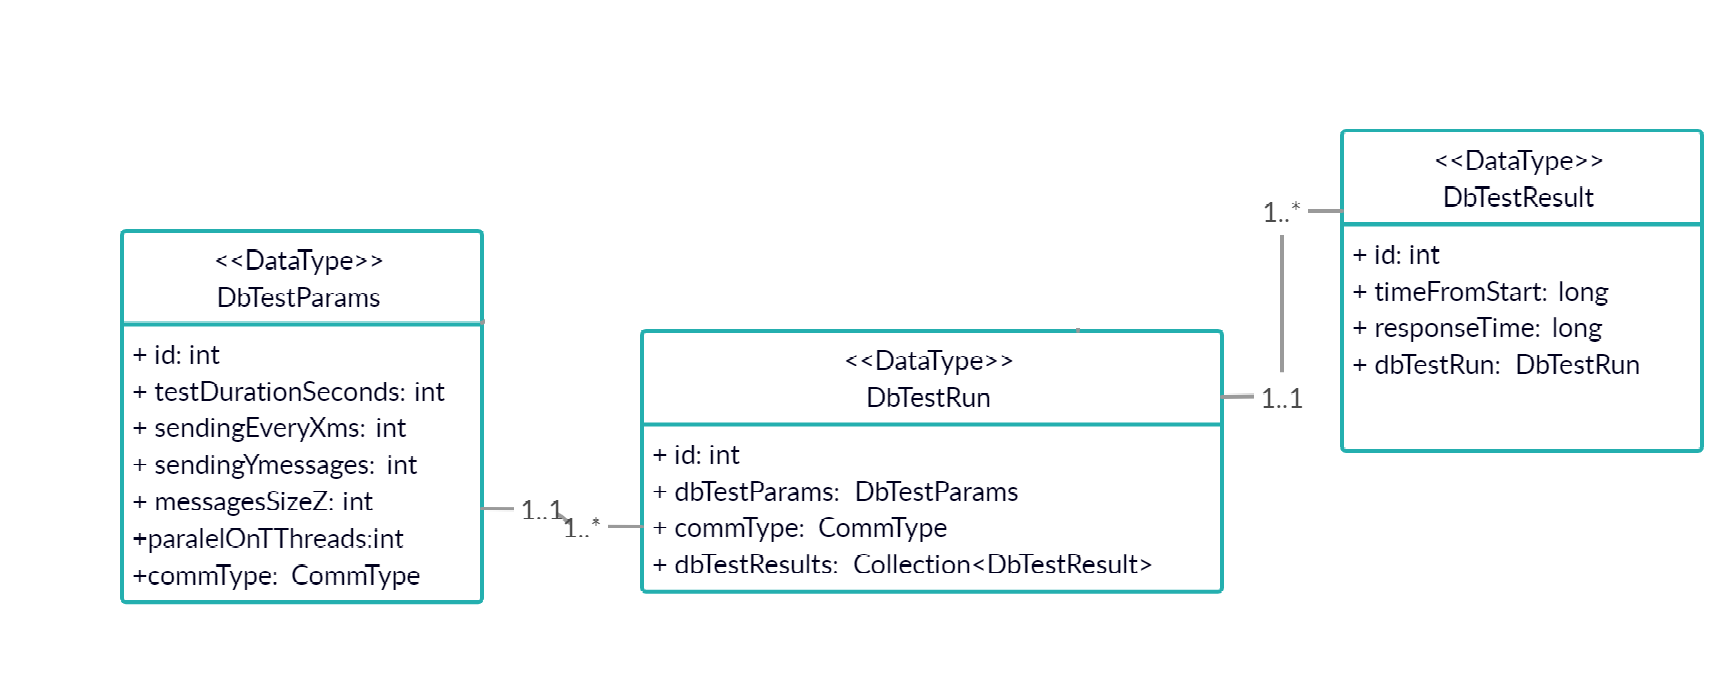 <<DataType>>
DbTestParams
+ id: int
+ testDurationSeconds: int
+ sendingEveryXms: int
+ sendingYmessages: int
+ messagesSizeZ: int
+paralelOnTThreads:int
+commType: CommType
1..1
1..*
<<DataType>>
DbTestRun
+ id: int
+ dbTestParams: DbTestParams
+ commType: CommType
+ dbTestResults: Collection<DbTestResult>
1..*
1..1
<<DataType>>
DbTestResult
+ id: int
+ timeFromStart: long
+ responseTime: long
+ dbTestRun: DbTestRun